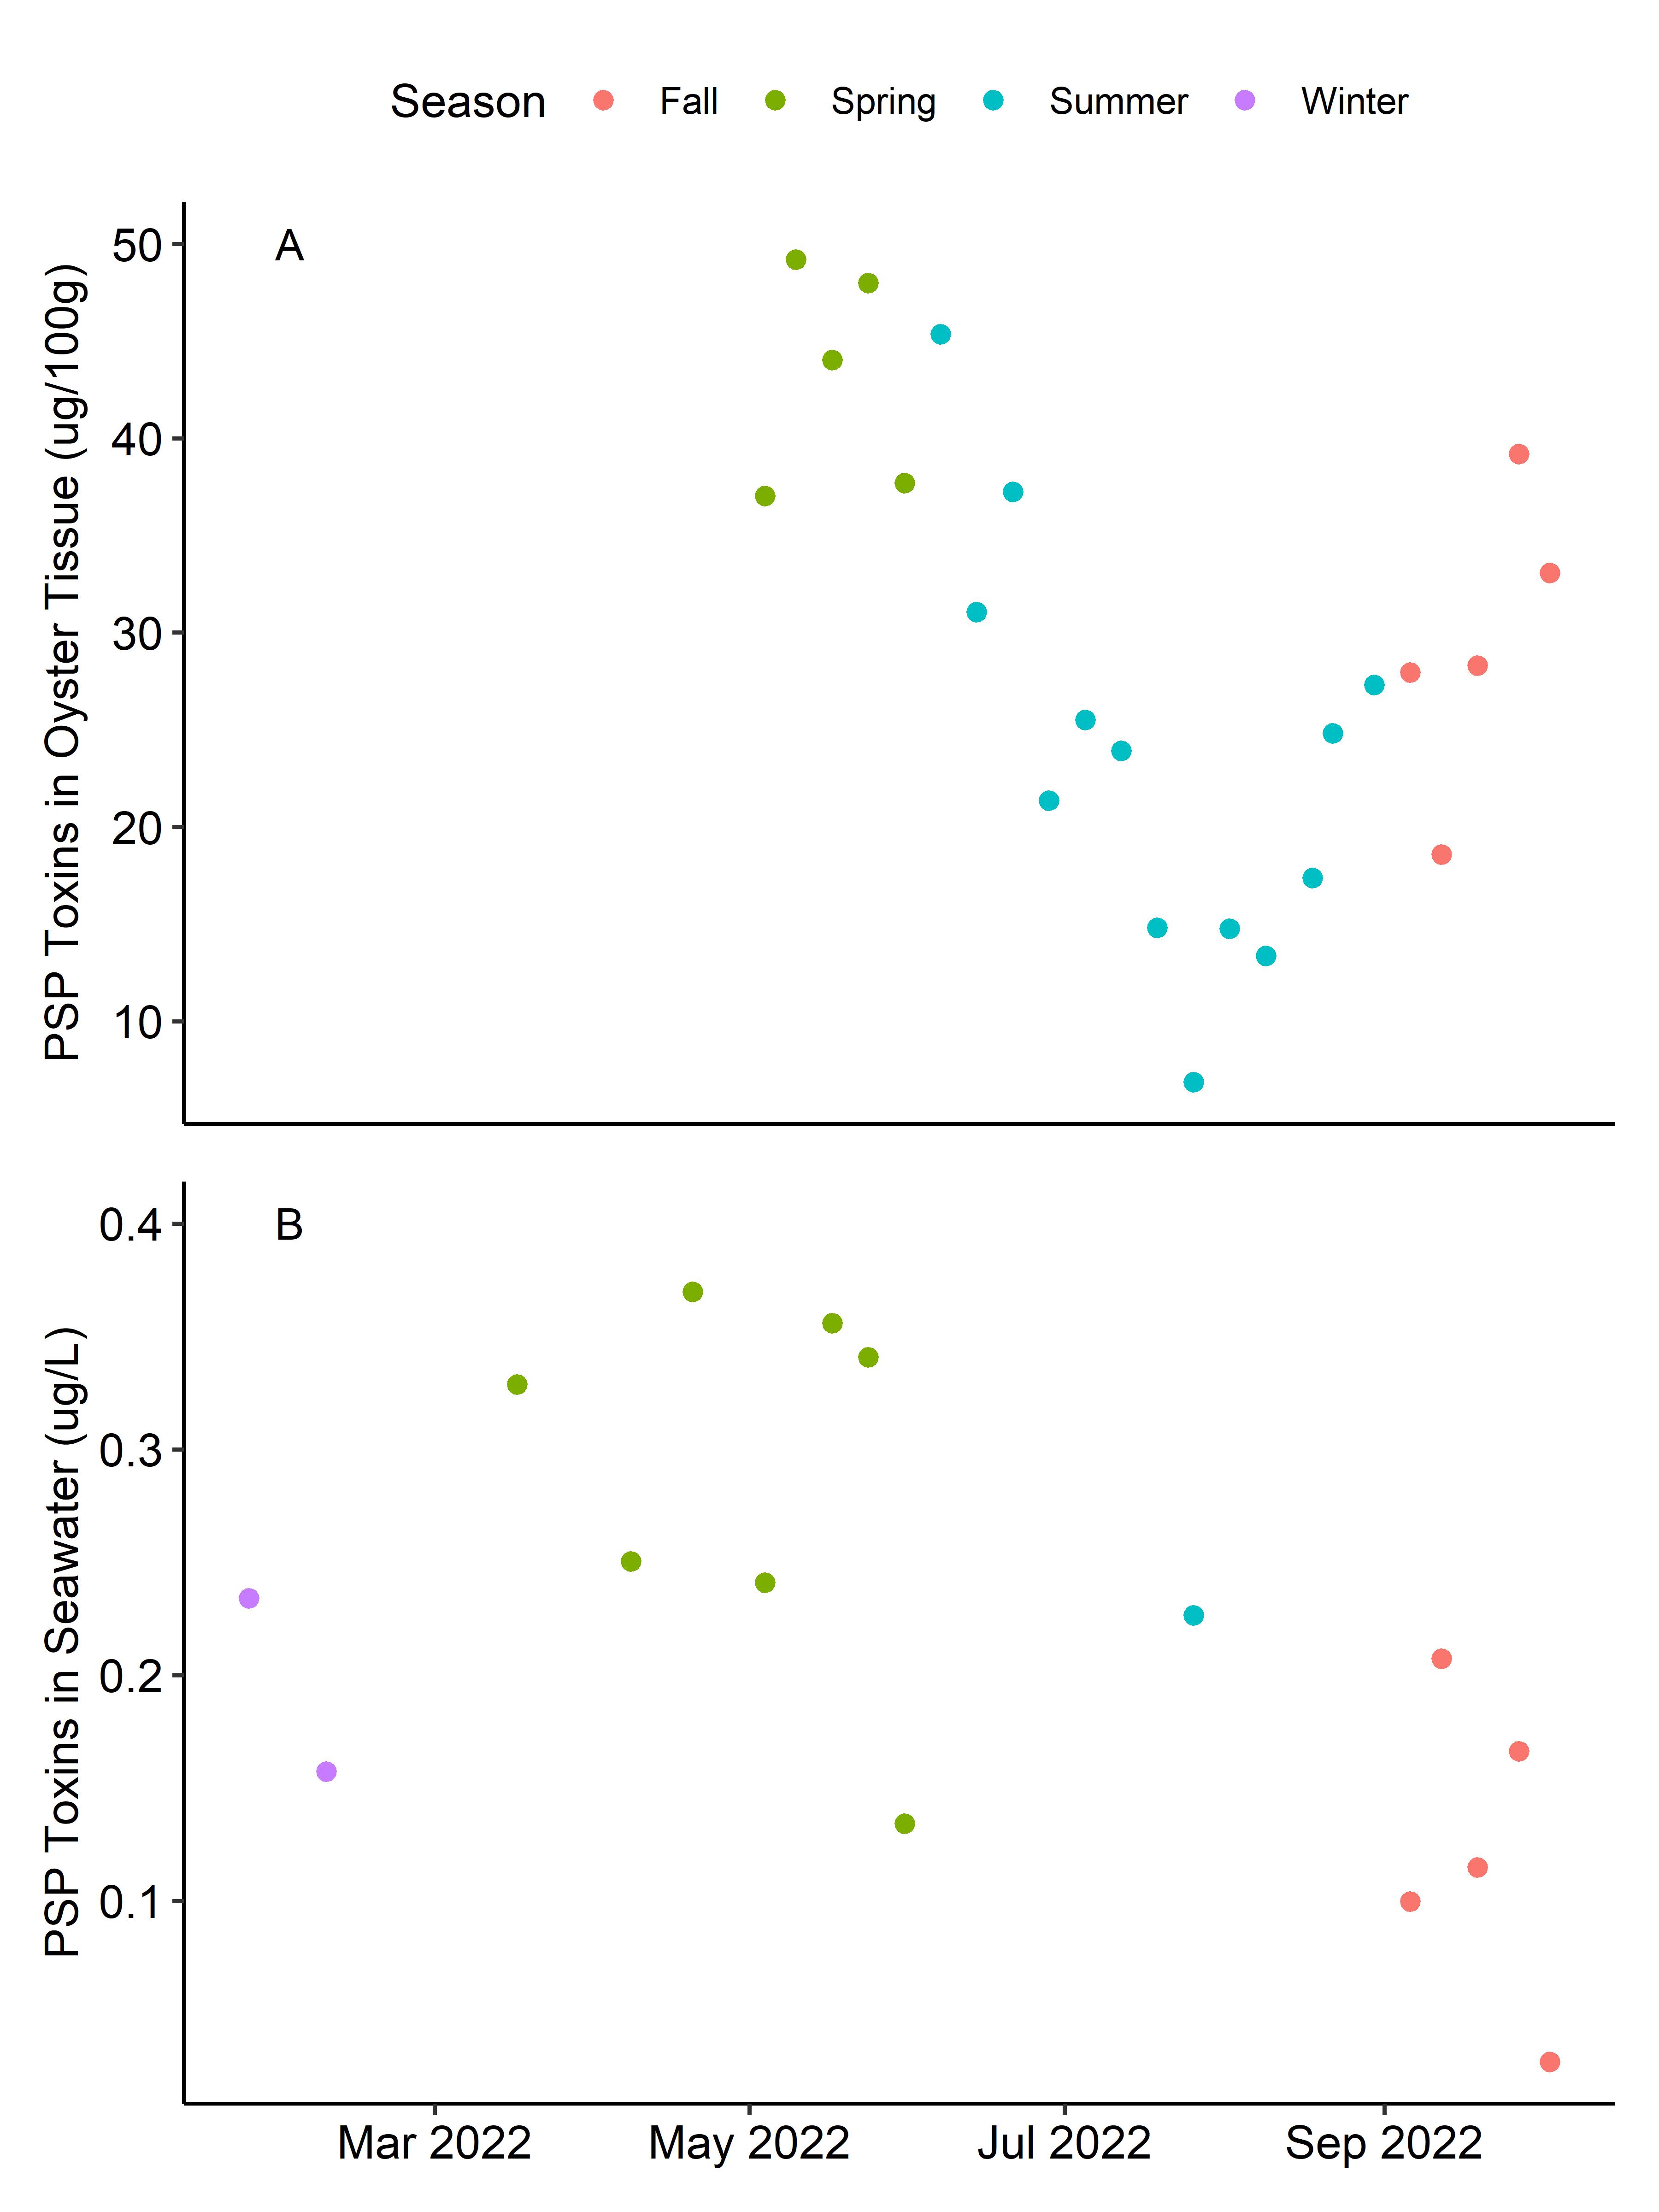 Season Fall Spring Summer Winter
A
PSP Toxins in Oyster Tissue (ug/100g)
50
40
30
20
10
B
PSP Toxins in Seawater (ug/L)
0.4
0.3
0.2
0.1
Mar 2022 May 2022 Jul 2022 Sep 2022